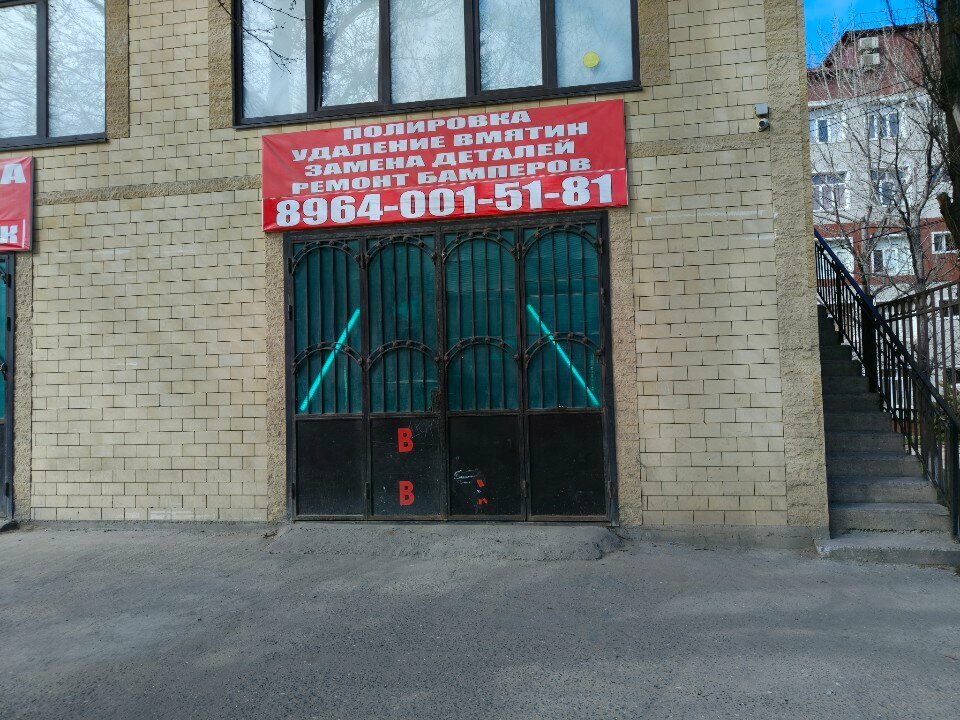 ПОЛИРОВКА
УДАЛЕНИЕ ВМЯТИН
ЗАМЕНА ДЕТАЛЕЙ
РЕМОНТ БАМПЕРОВ
8964-001-51-81
А
К
В
В